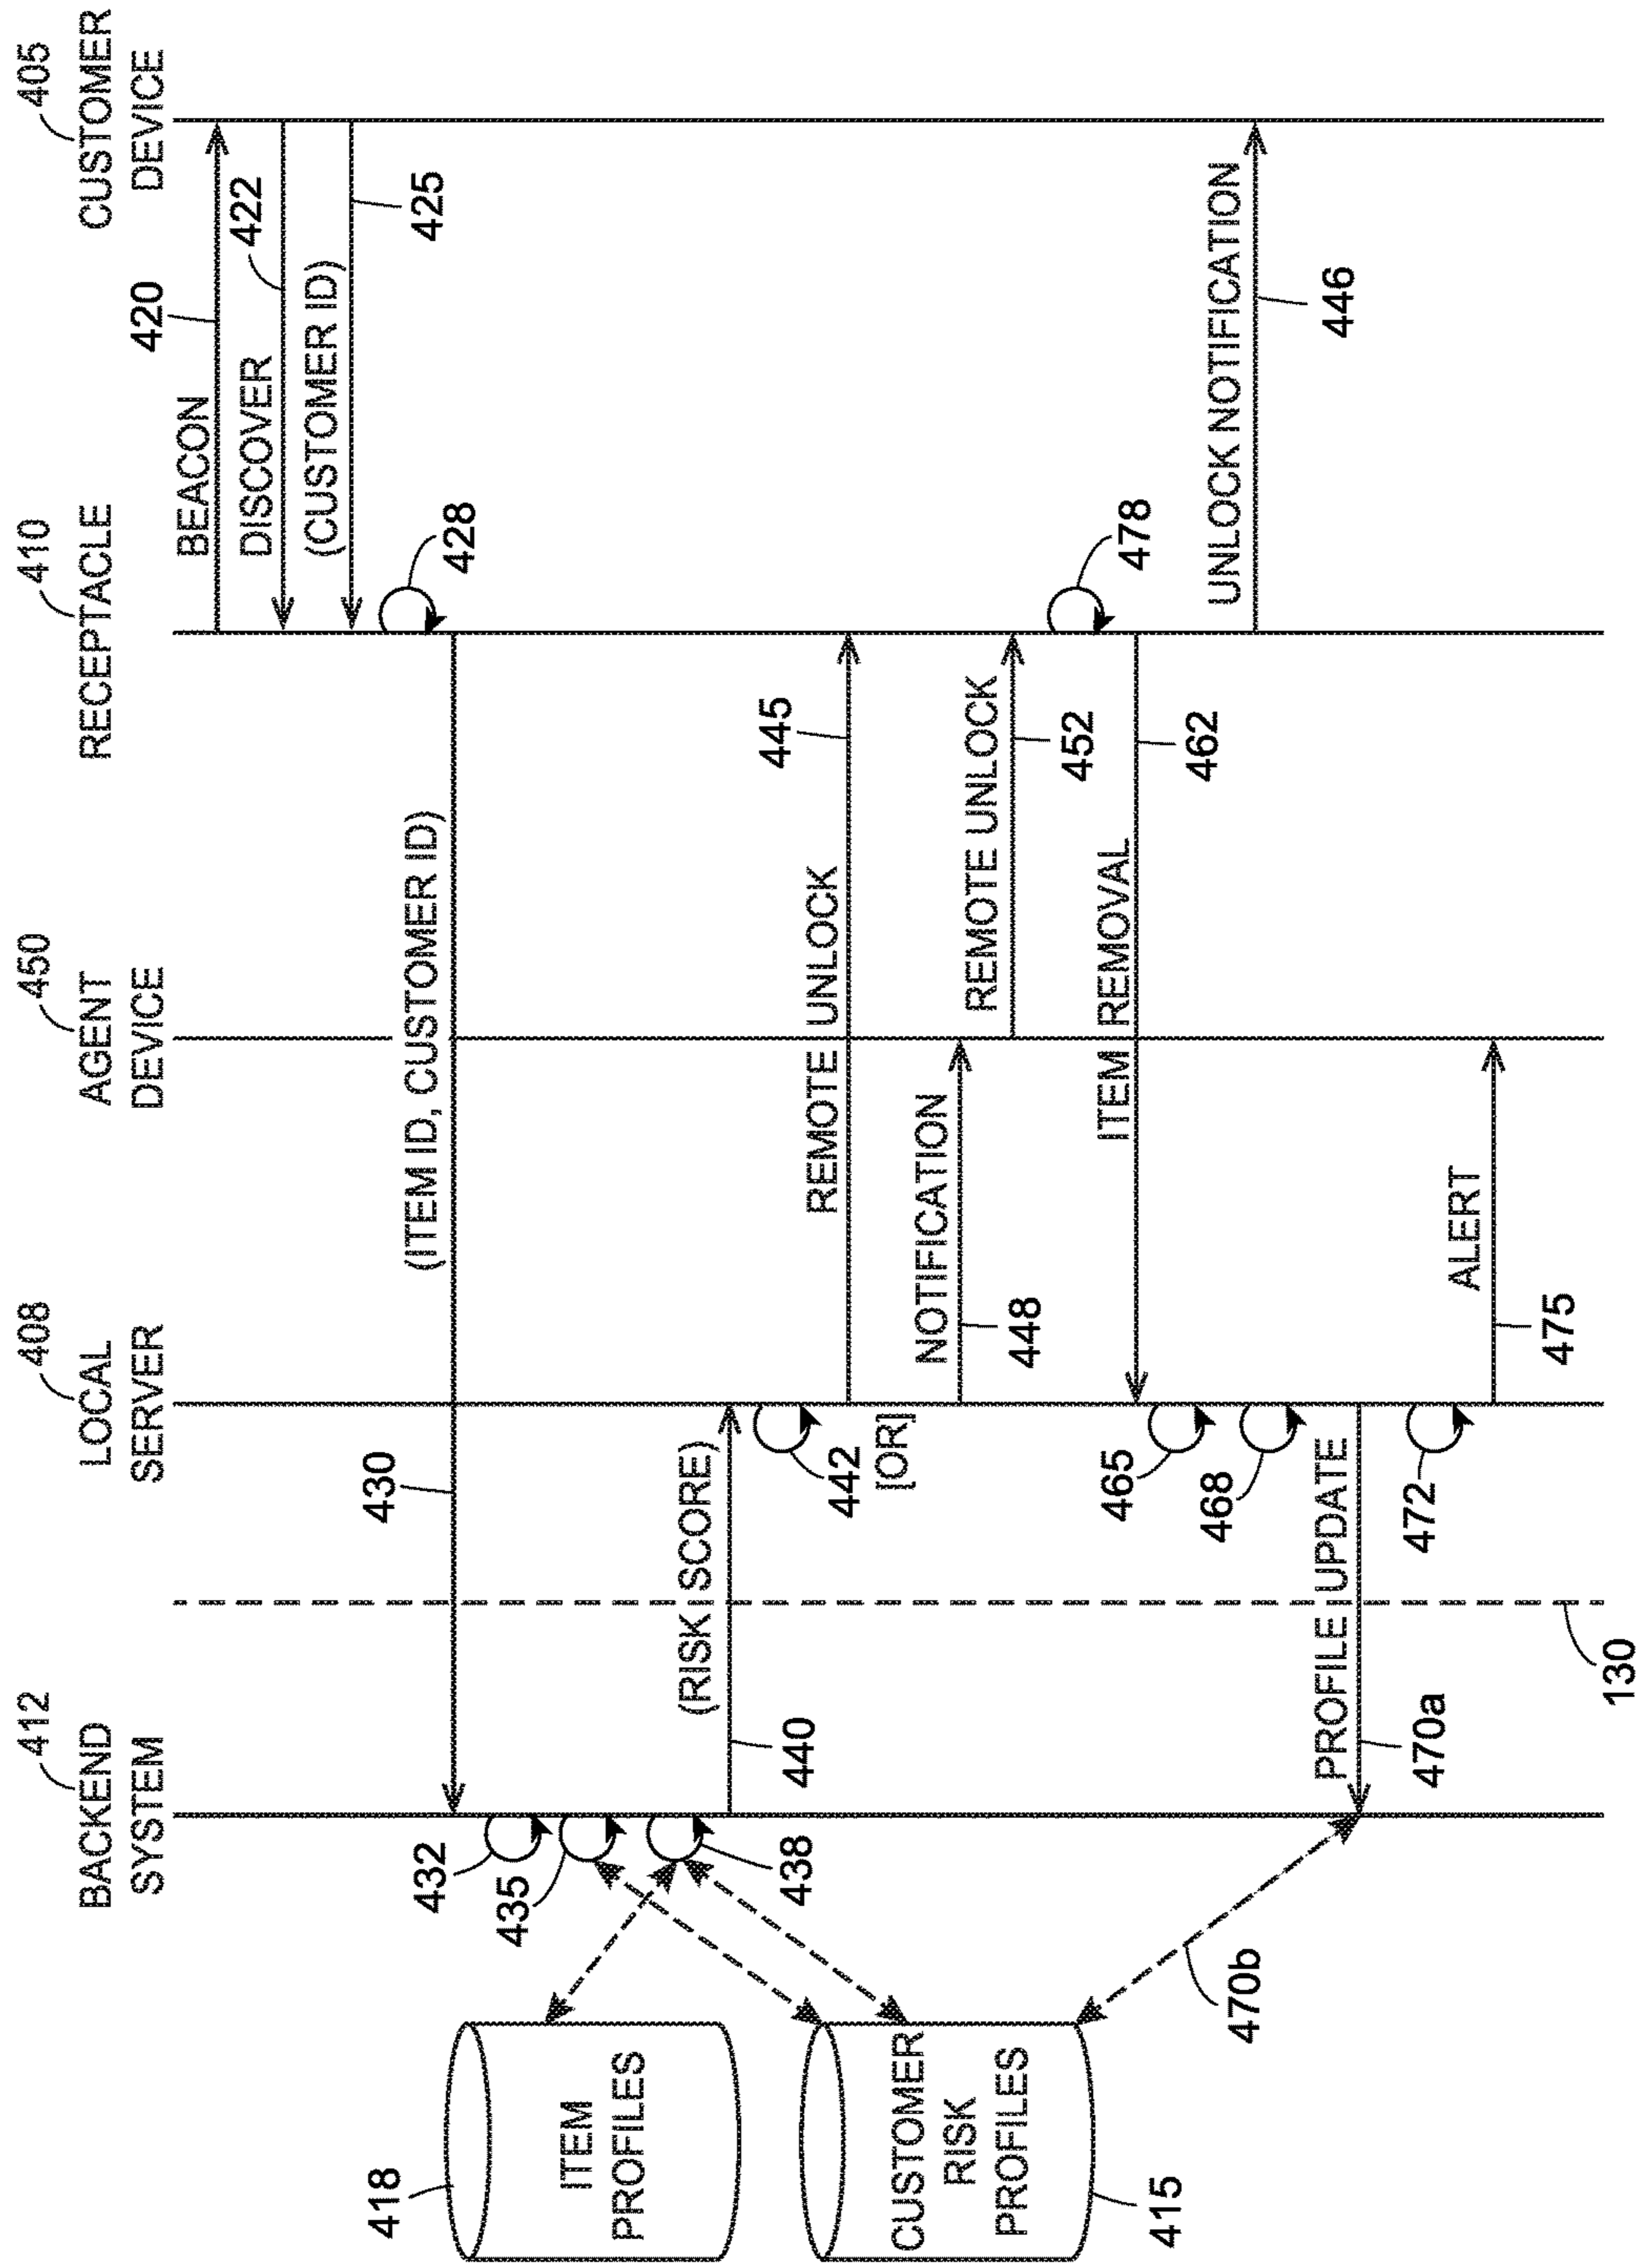 412
BACKEND
SYSTEM
408
LOCAL
SERVER
450
AGENT
DEVICE
410
RECEPTACLE
405
CUSTOMER
DEVICE
420
BEACON
422
DISCOVER
(CUSTOMER ID)
425
428
(ITEM ID, CUSTOMER ID)
430
432
435
438
418
ITEM
PROFILES
(RISK SCORE)
440
442
[OR]
REMOTE UNLOCK
445
NOTIFICATION
448
REMOTE UNLOCK
452
CUSTOMER
RISK
PROFILES
415
478
ITEM REMOVAL
462
465
468
UNLOCK NOTIFICATION
446
PROFILE UPDATE
470a
470b
472
ALERT
475
130